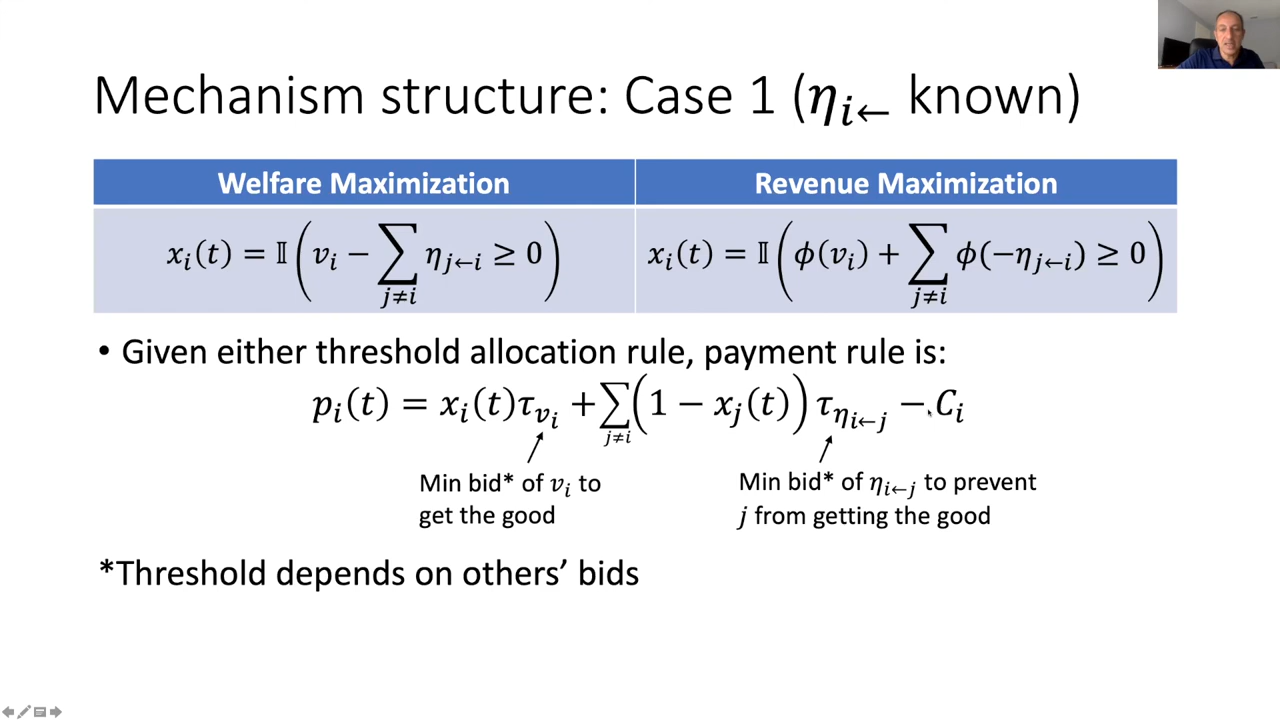 Mechanism structure: Case 1 (η_{i←} known)
Welfare Maximization
Revenue Maximization
x_i(t) = 𝕀(v_i − ∑_{j≠i} η_{j←i} ≥ 0)
x_i(t) = 𝕀(ϕ(v_i) + ∑_{j≠i} ϕ(−η_{j←i}) ≥ 0)
• Given either threshold allocation rule, payment rule is:
p_i(t) = x_i(t)τ_{v_i} + ∑_{j≠i}(1 − x_j(t)) τ_{η_{i←j}} − C_i
Min bid* of v_i to
get the good
Min bid* of η_{i←j} to prevent
j from getting the good
*Threshold depends on others’ bids